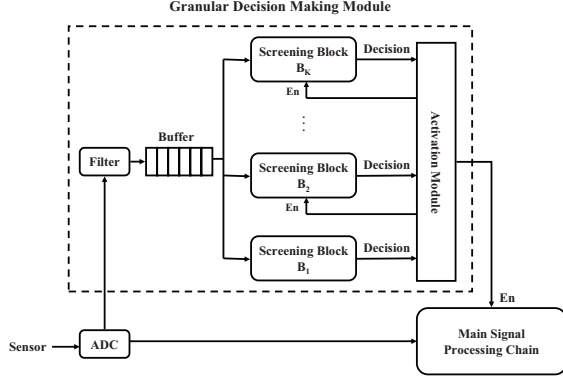 Granular Decision Making Module
Screening Block
B_K
Decision
En
⋮
Buffer
Filter
Screening Block
B_2
Decision
En
Screening Block
B_1
Decision
Activation Module
En
Sensor
ADC
Main Signal
Processing Chain